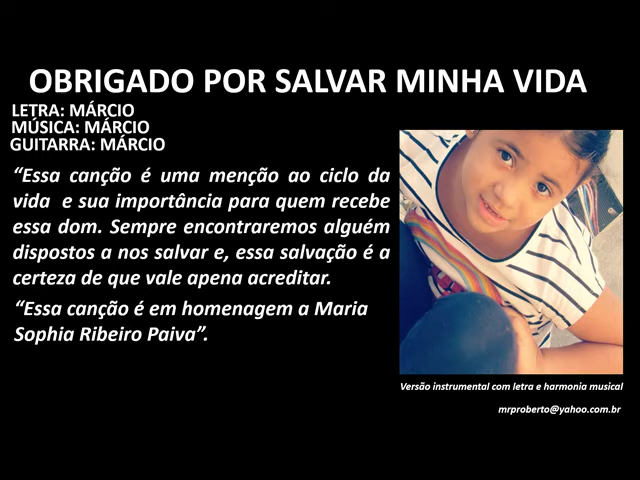 OBRIGADO POR SALVAR MINHA VIDA
LETRA: MÁRCIO
MÚSICA: MÁRCIO
GUITARRA: MÁRCIO
“Essa canção é uma menção ao ciclo da
vida e sua importância para quem recebe
essa dom. Sempre encontraremos alguém
dispostos a nos salvar e, essa salvação é a
certeza de que vale apena acreditar.
“Essa canção é em homenagem a Maria
Sophia Ribeiro Paiva”.
Versão instrumental com letra e harmonia musical
mrproberto@yahoo.com.br